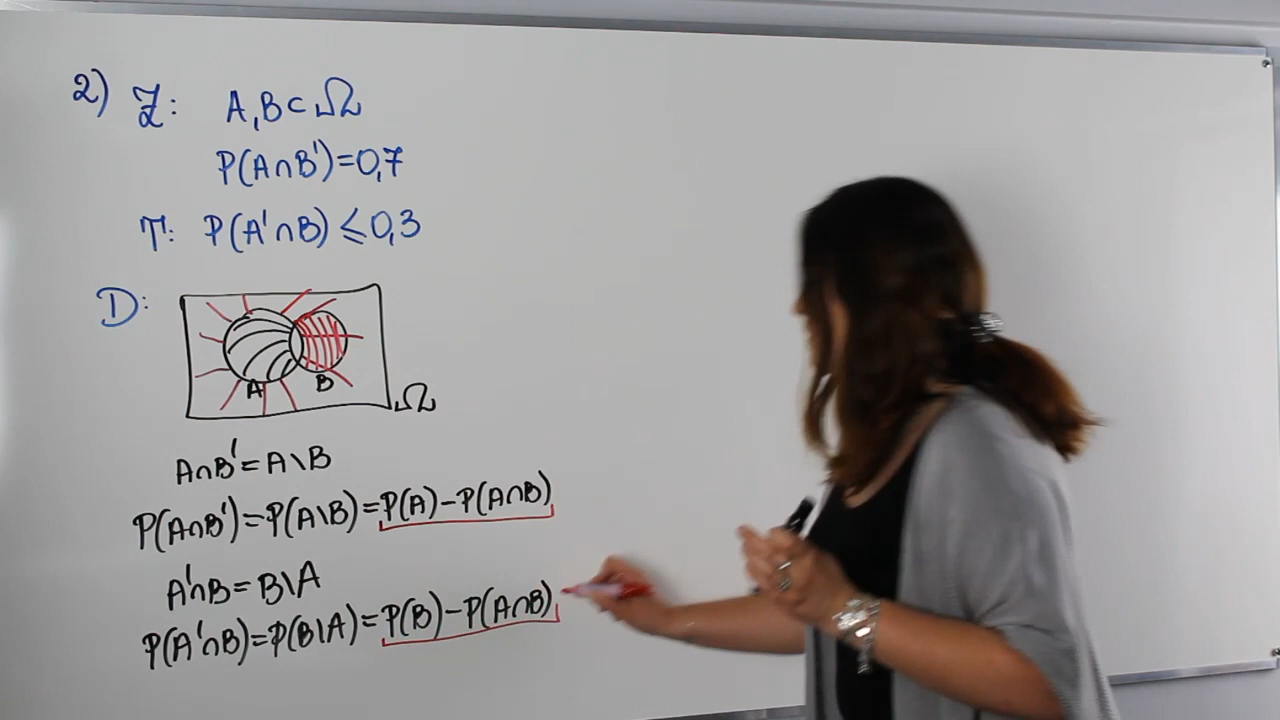 2) Z: A, B ⊂ Ω
P(A∩B')=0,7
T: P(A'∩B) ≤ 0,3
D:
A B
Ω
A∩B' = A\B
P(A∩B')=P(A\B)=P(A)-P(A∩B)
A'∩B = B\A
P(A'∩B)=P(B\A)=P(B)-P(A∩B)